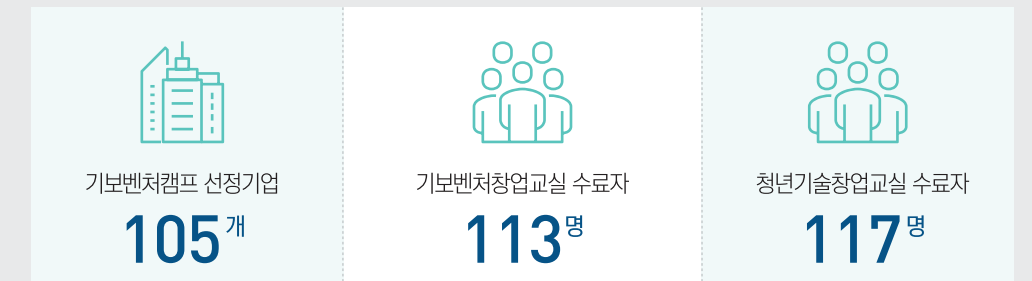 기보벤처캠프 선정기업
105개
기보벤처창업교실 수료자
113명
청년기술창업교실 수료자
117명